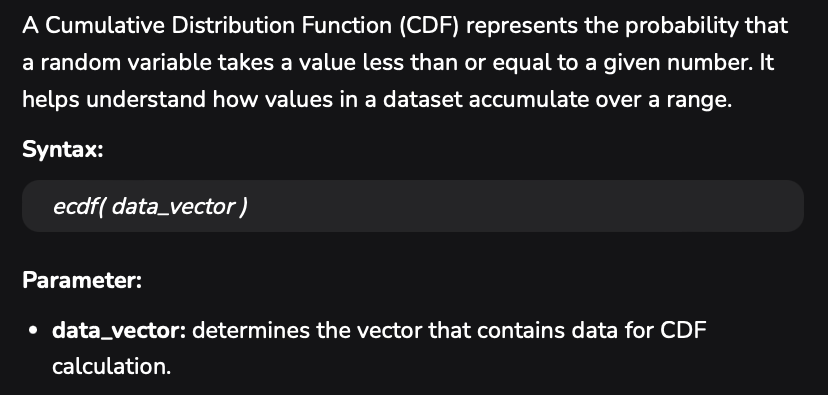 A Cumulative Distribution Function (CDF) represents the probability that
a random variable takes a value less than or equal to a given number. It
helps understand how values in a dataset accumulate over a range.
Syntax:
ecdf( data_vector )
Parameter:
• data_vector: determines the vector that contains data for CDF
calculation.